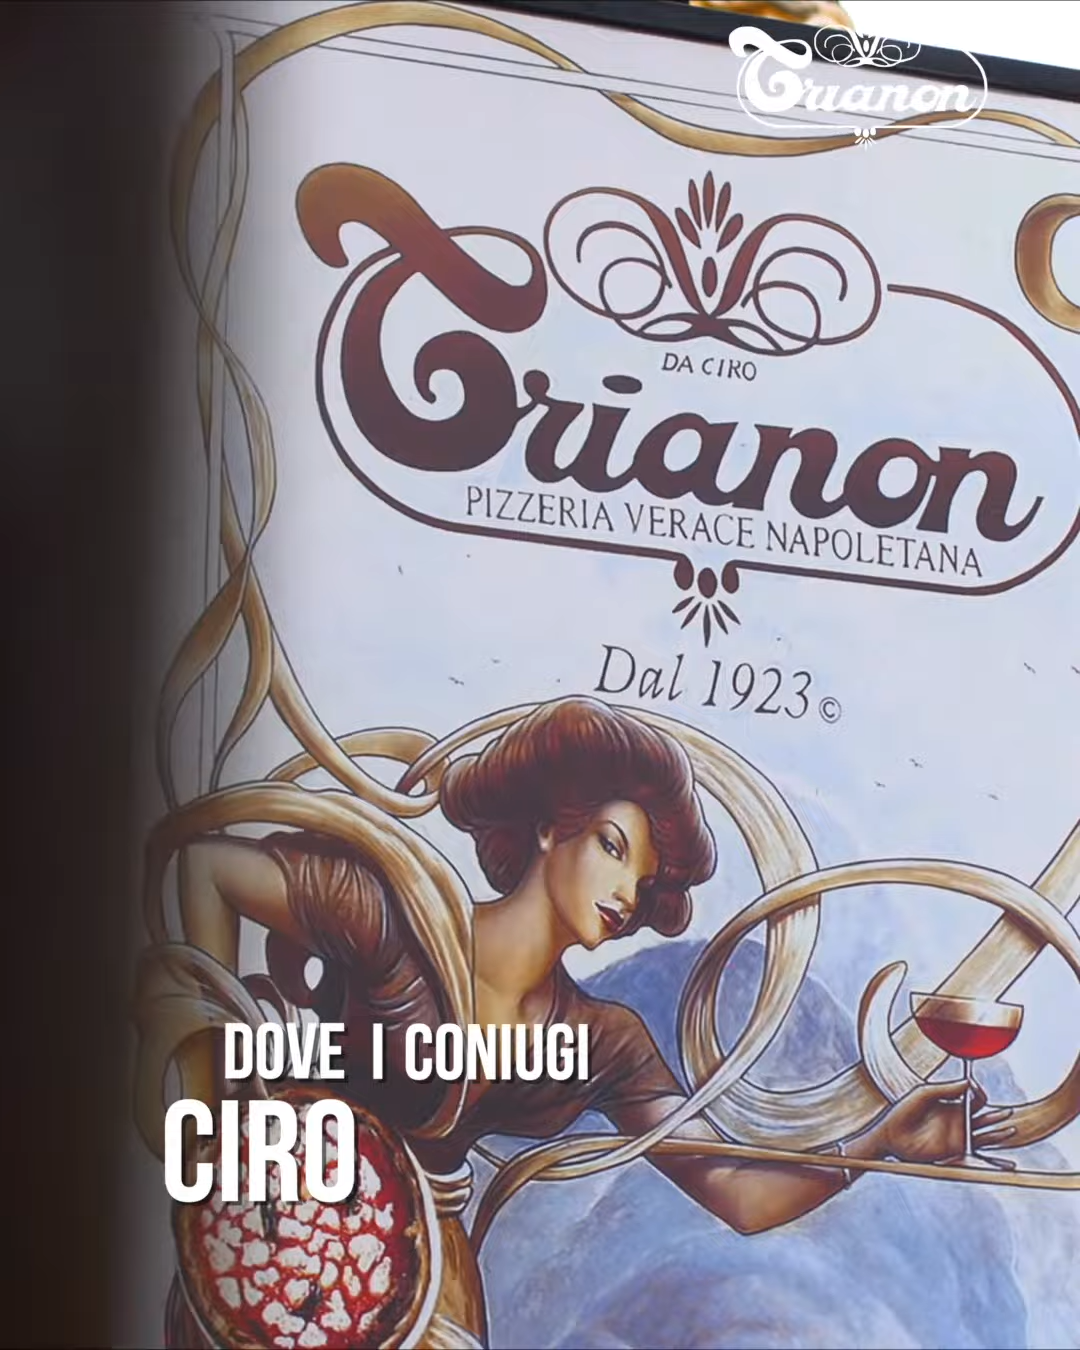 Trianon
DA CIRO
Trianon
PIZZERIA VERACE NAPOLETANA
Dal 1923©
DOVE I CONIUGI
CIRO